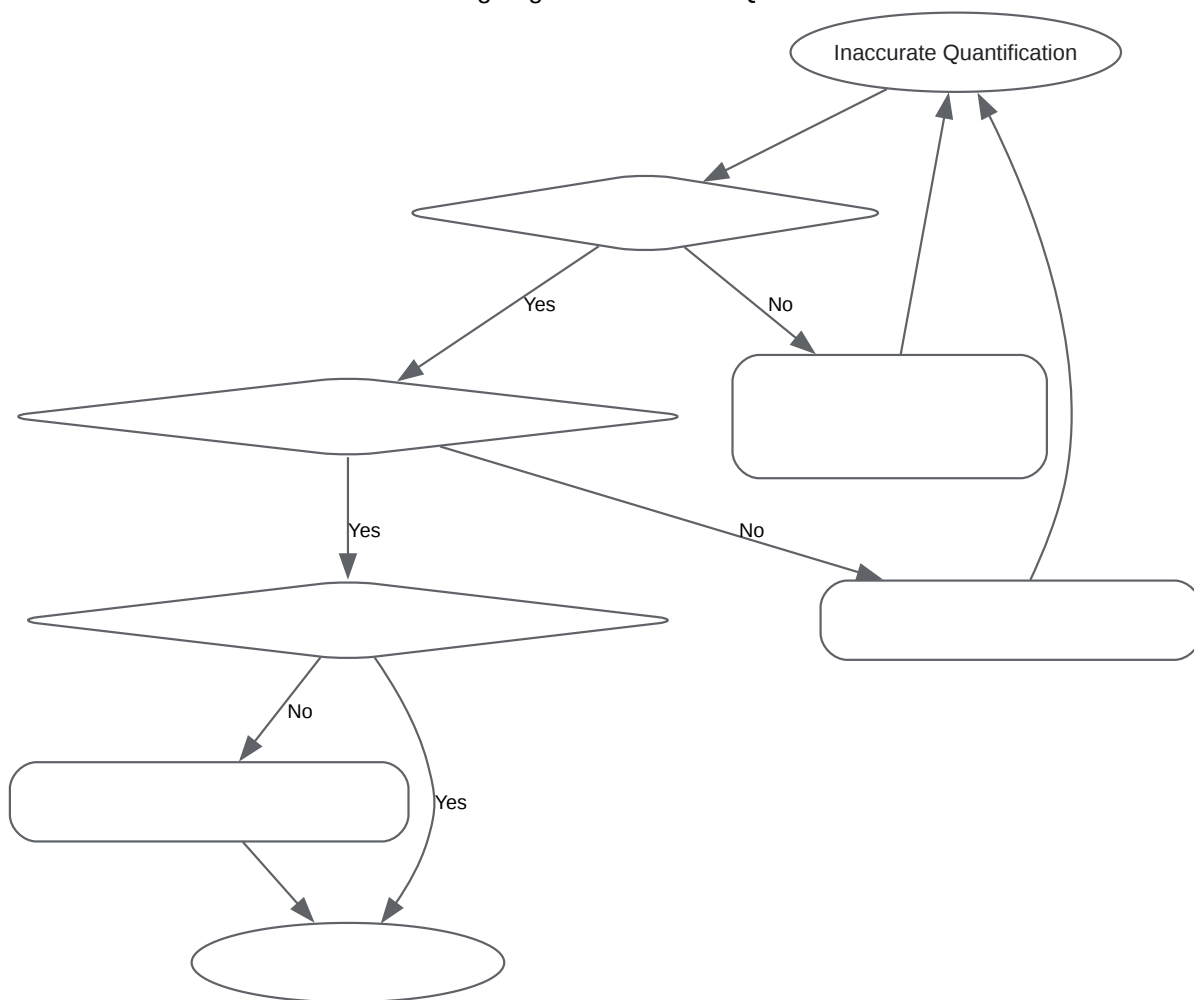 Inaccurate Quantification
Yes
No
Yes
No
No
Yes